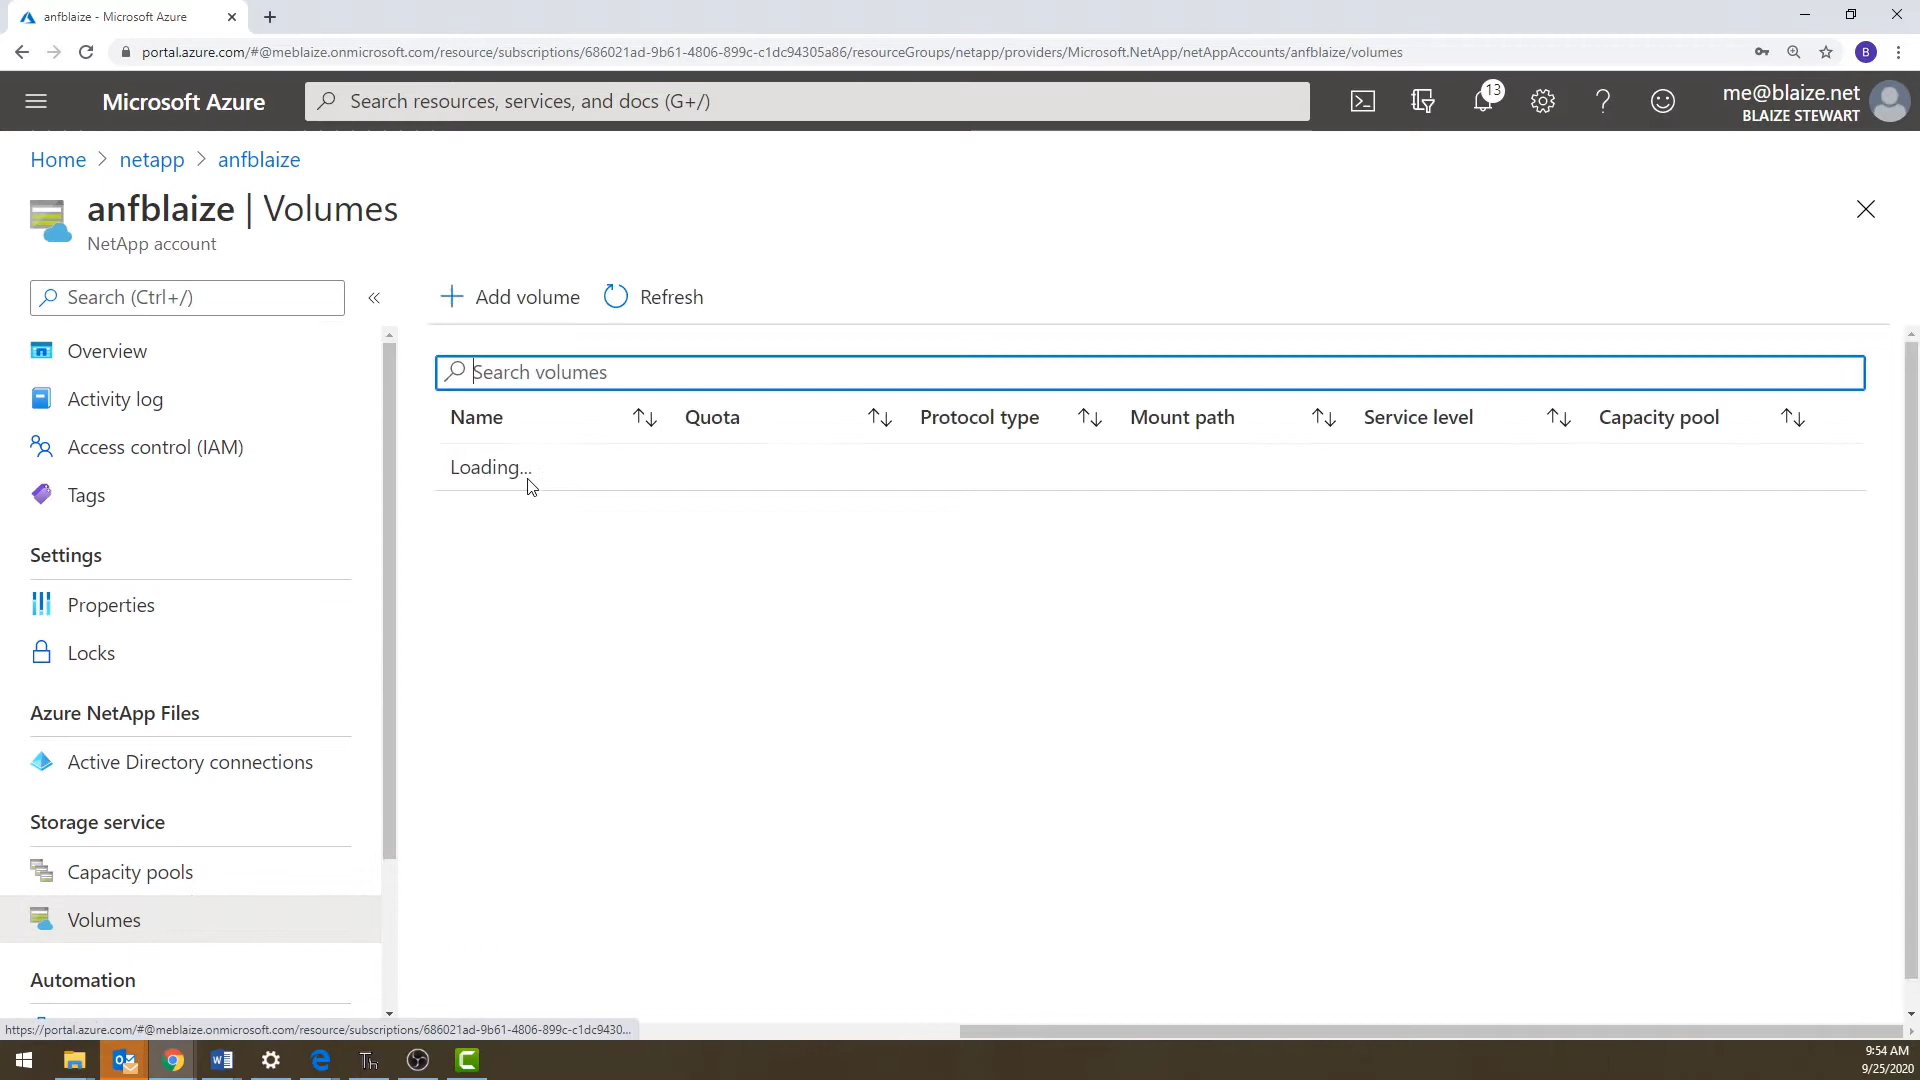 anfblaize - Microsoft Azure
portal.azure.com/#@meblaize.onmicrosoft.com/resource/subscriptions/686021ad-9b61-4806-899c-c1dc94305a86/resourceGroups/netapp/providers/Microsoft.NetApp/netAppAccounts/anfblaize/volumes
B
Microsoft Azure
Search resources, services, and docs (G+/)
13
me@blaize.net
BLAIZE STEWART
Home > netapp > anfblaize
anfblaize | Volumes
NetApp account
Search (Ctrl+/)
«
Add volume
Refresh
Overview
Activity log
Access control (IAM)
Tags
Settings
Properties
Locks
Azure NetApp Files
Active Directory connections
Storage service
Capacity pools
Volumes
Automation
Search volumes
Name Quota Protocol type Mount path Service level Capacity pool
Loading...
https://portal.azure.com/#@meblaize.onmicrosoft.com/resource/subscriptions/686021ad-9b61-4806-899c-c1dc9430...
9:54 AM
9/25/2020